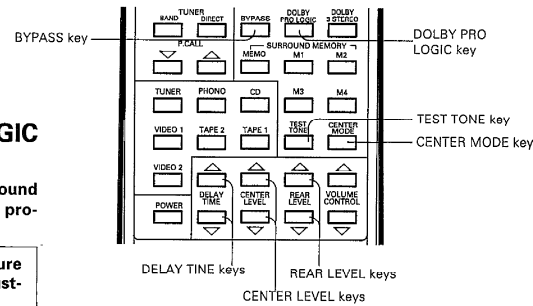 TUNER
BAND DIRECT BYPASS DOLBY PRO LOGIC DOLBY 3 STEREO
P.CALL
SURROUND MEMORY
MEMO M1 M2
TUNER PHONO CD M3 M4
VIDEO 1 TAPE 2 TAPE 1 TEST TONE CENTER MODE
VIDEO 2
POWER DELAY TIME CENTER LEVEL REAR LEVEL VOLUME CONTROL
BYPASS key
DOLBY PRO
LOGIC key
TEST TONE key
CENTER MODE key
DELAY TINE keys
REAR LEVEL keys
CENTER LEVEL keys
GIC
ound
pro-
ure
ust-